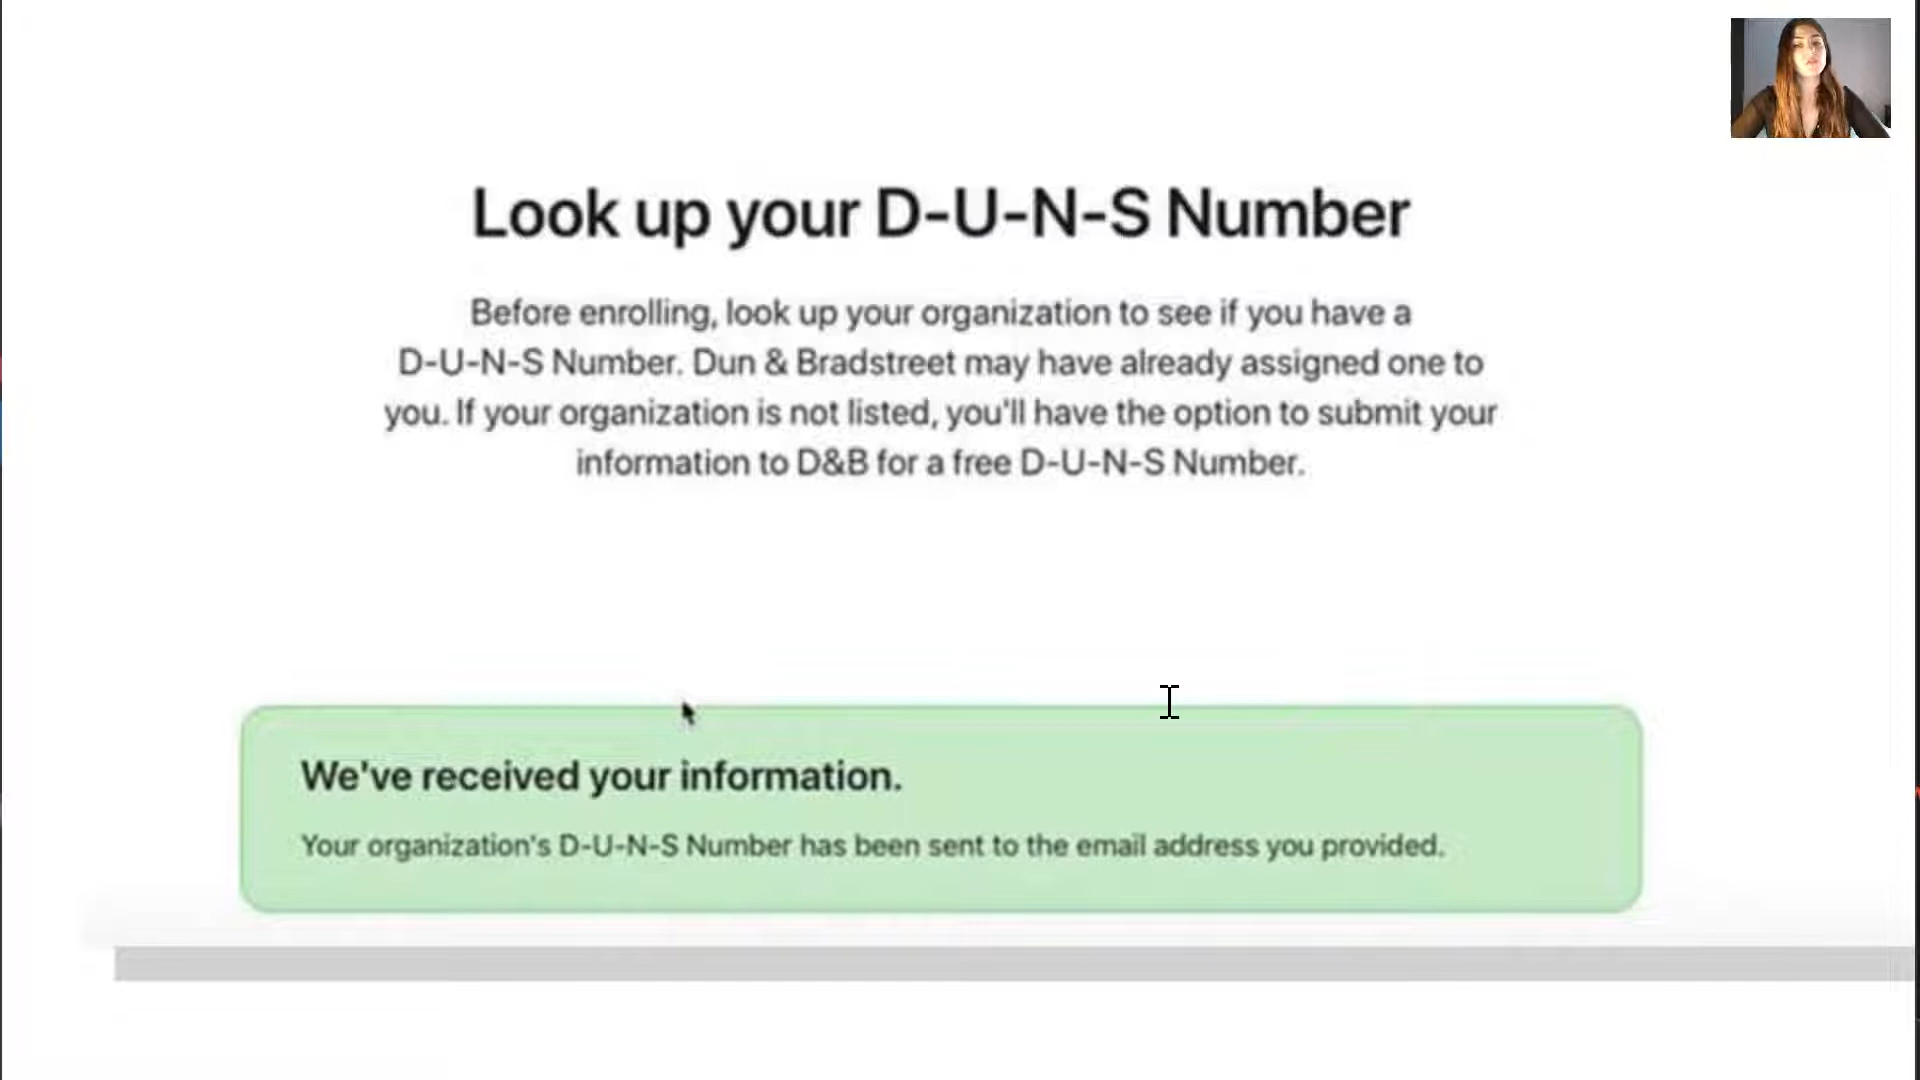 Look up your D-U-N-S Number
Before enrolling, look up your organization to see if you have a
D-U-N-S Number. Dun & Bradstreet may have already assigned one to
you. If your organization is not listed, you'll have the option to submit your
information to D&B for a free D-U-N-S Number.
We've received your information.
Your organization's D-U-N-S Number has been sent to the email address you provided.